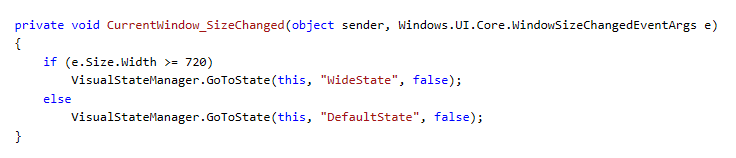 private void CurrentWindow_SizeChanged(object sender, Windows.UI.Core.WindowSizeChangedEventArgs e)
{
    if (e.Size.Width >= 720)
        VisualStateManager.GoToState(this, "WideState", false);
    else
        VisualStateManager.GoToState(this, "DefaultState", false);
}